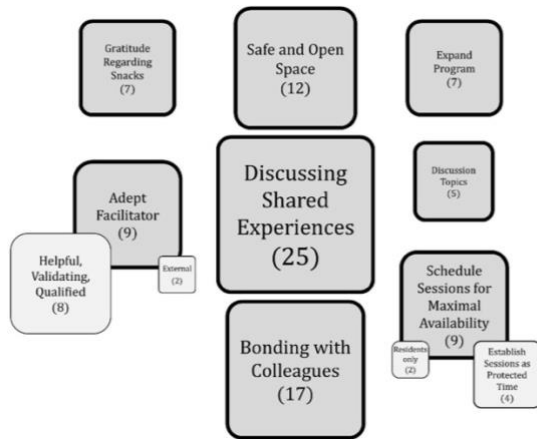 Gratitude
Regarding
Snacks
(7)
Safe and Open
Space
(12)
Expand
Program
(7)
Discussing
Shared
Experiences
(25)
Discussion
Topics
(5)
Adept
Facilitator
(9)
Helpful,
Validating,
Qualified
(8)
External
(2)
Schedule
Sessions for
Maximal
Availability
(9)
Residents
only
(2)
Establish
Sessions as
Protected
Time
(4)
Bonding with
Colleagues
(17)